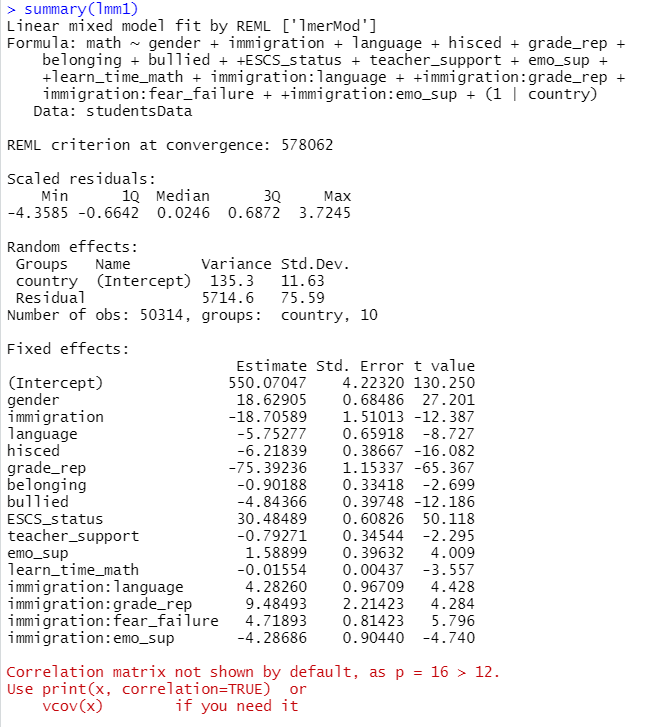 > summary(lmm1)
Linear mixed model fit by REML ['lmerMod']
Formula: math ~ gender + immigration + language + hisced + grade_rep +
    belonging + bullied + +ESCS_status + teacher_support + emo_sup +
    +learn_time_math + immigration:language + +immigration:grade_rep +
    immigration:fear_failure + +immigration:emo_sup + (1 | country)
   Data: studentsData

REML criterion at convergence: 578062

Scaled residuals:
    Min      1Q  Median      3Q     Max
-4.3585 -0.6642  0.0246  0.6872  3.7245

Random effects:
 Groups   Name        Variance Std.Dev.
 country  (Intercept)  135.3   11.63
 Residual             5714.6   75.59
Number of obs: 50314, groups:  country, 10

Fixed effects:
                          Estimate Std. Error t value
(Intercept)              550.07047    4.22320 130.250
gender                    18.62905    0.68486  27.201
immigration              -18.70589    1.51013 -12.387
language                  -5.75277    0.65918  -8.727
hisced                    -6.21839    0.38667 -16.082
grade_rep                -75.39236    1.15337 -65.367
belonging                 -0.90188    0.33418  -2.699
bullied                   -4.84366    0.39748 -12.186
ESCS_status               30.48489    0.60826  50.118
teacher_support           -0.79271    0.34544  -2.295
emo_sup                    1.58899    0.39632   4.009
learn_time_math           -0.01554    0.00437  -3.557
immigration:language       4.28260    0.96709   4.428
immigration:grade_rep      9.48493    2.21423   4.284
immigration:fear_failure   4.71893    0.81423   5.796
immigration:emo_sup       -4.28686    0.90440  -4.740

Correlation matrix not shown by default, as p = 16 > 12.
Use print(x, correlation=TRUE)  or
    vcov(x)        if you need it